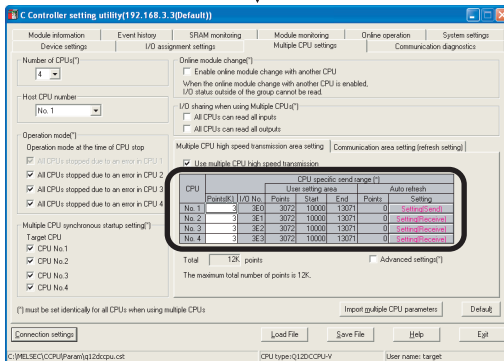 C Controller setting utility(192.168.3.3(Default))
Module information Event history SRAM monitoring Module monitoring Online operation System settings
Device settings I/O assignment settings Multiple CPU settings Communication diagnostics
Number of CPUs(*)
4
Host CPU number
No. 1
Operation mode(*)
Operation mode at the time of CPU stop
All CPUs stopped due to an error in CPU 1
All CPUs stopped due to an error in CPU 2
All CPUs stopped due to an error in CPU 3
All CPUs stopped due to an error in CPU 4
Multiple CPU synchronous startup setting(*)
Target CPU
CPU No.1
CPU No.2
CPU No.3
CPU No.4
Online module change(*)
Enable online module change with another CPU
When the online module change with another CPU is enabled,
I/O status outside of the group cannot be read.
I/O sharing when using Multiple CPUs(*)
All CPUs can read all inputs
All CPUs can read all outputs
Multiple CPU high speed transmission area setting Communication area setting (refresh setting)
Use multiple CPU high speed transmission
CPU specific send range (*)
CPU User setting area Auto refresh
Points(K) I/O No. Points Start End Points Setting
No. 1 3 3E0 3072 10000 13071 0 Setting(Send)
No. 2 3 3E1 3072 10000 13071 0 Setting(Receive)
No. 3 3 3E2 3072 10000 13071 0 Setting(Receive)
No. 4 3 3E3 3072 10000 13071 0 Setting(Receive)
Total 12K points Advanced settings(*)
The maximum total number of points is 12K.
(*) must be set identically for all CPUs when using multiple CPUs
Import multiple CPU parameters Default
Connection settings Load File Save File Help Exit
C:\MELSEC\CCPU\Param\q12dccpu.cst CPU type:Q12DCCPU-V User name: target